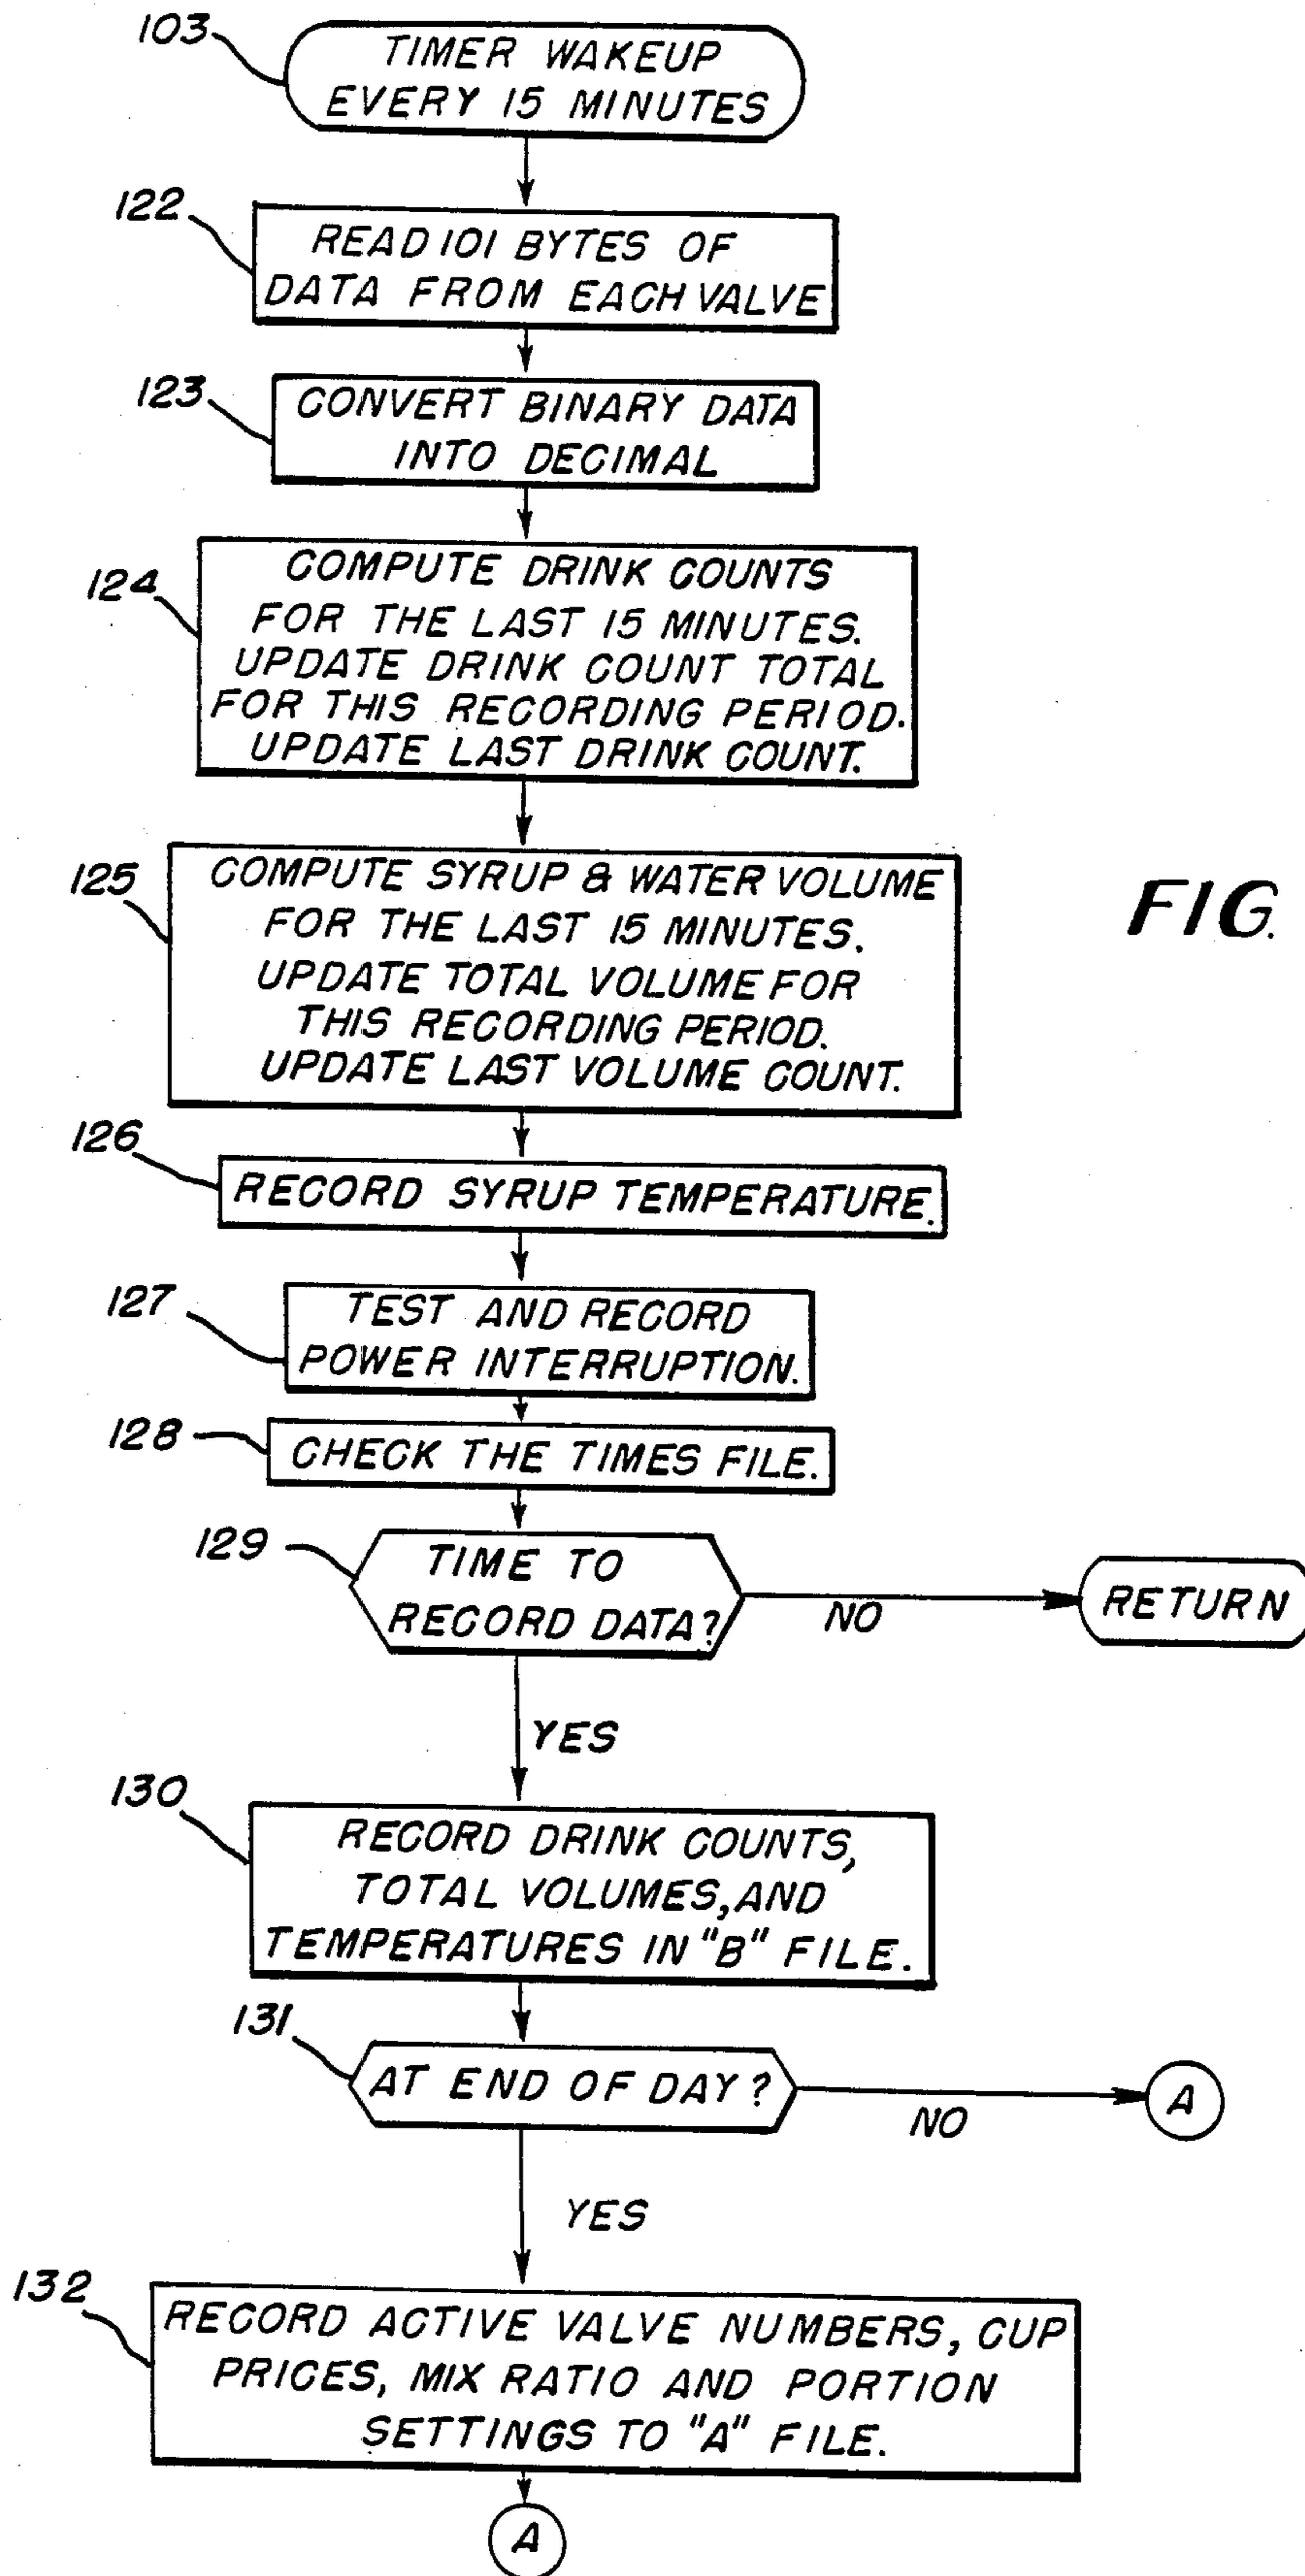 103
TIMER WAKEUP
EVERY 15 MINUTES
122
READ 101 BYTES OF
DATA FROM EACH VALVE
123
CONVERT BINARY DATA
INTO DECIMAL
124
COMPUTE DRINK COUNTS
FOR THE LAST 15 MINUTES.
UPDATE DRINK COUNT TOTAL
FOR THIS RECORDING PERIOD.
UPDATE LAST DRINK COUNT.
125
COMPUTE SYRUP & WATER VOLUME
FOR THE LAST 15 MINUTES.
UPDATE TOTAL VOLUME FOR
THIS RECORDING PERIOD.
UPDATE LAST VOLUME COUNT.
FIG.
126
RECORD SYRUP TEMPERATURE.
127
TEST AND RECORD
POWER INTERRUPTION.
128
CHECK THE TIMES FILE.
129
TIME TO
RECORD DATA?
NO
RETURN
YES
130
RECORD DRINK COUNTS,
TOTAL VOLUMES, AND
TEMPERATURES IN "B" FILE.
131
AT END OF DAY?
NO
A
YES
132
RECORD ACTIVE VALVE NUMBERS, CUP
PRICES, MIX RATIO AND PORTION
SETTINGS TO "A" FILE.
A